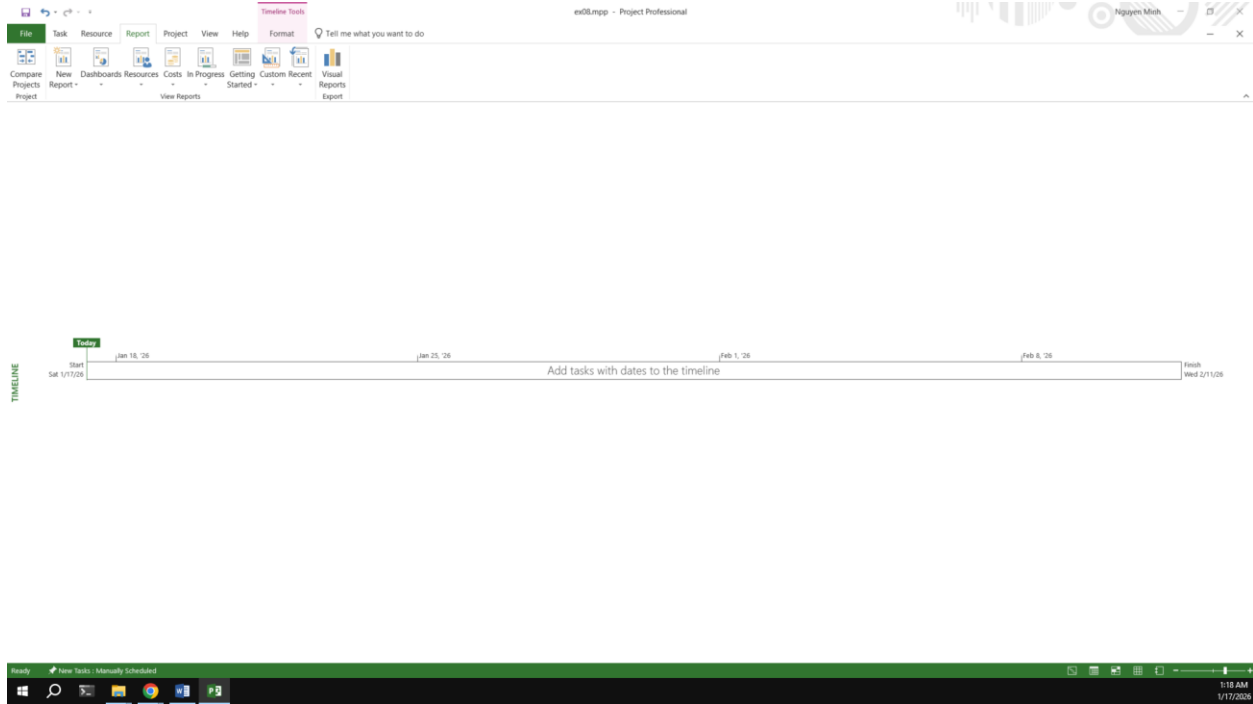 ex08.mpp - Project Professional
Timeline Tools
Nguyen Minh
File Task Resource Report Project View Help Format Tell me what you want to do
Compare Projects
New Report
Dashboards
Resources
Costs
In Progress
Getting Started
Custom
Recent
Visual Reports
Project
View Reports
Export
Today
Jan 18, '26
Jan 25, '26
Feb 1, '26
Feb 8, '26
Start
Sat 1/17/26
Add tasks with dates to the timeline
Finish
Wed 2/11/26
TIMELINE
Ready New Tasks : Manually Scheduled
1:18 AM
1/17/2026